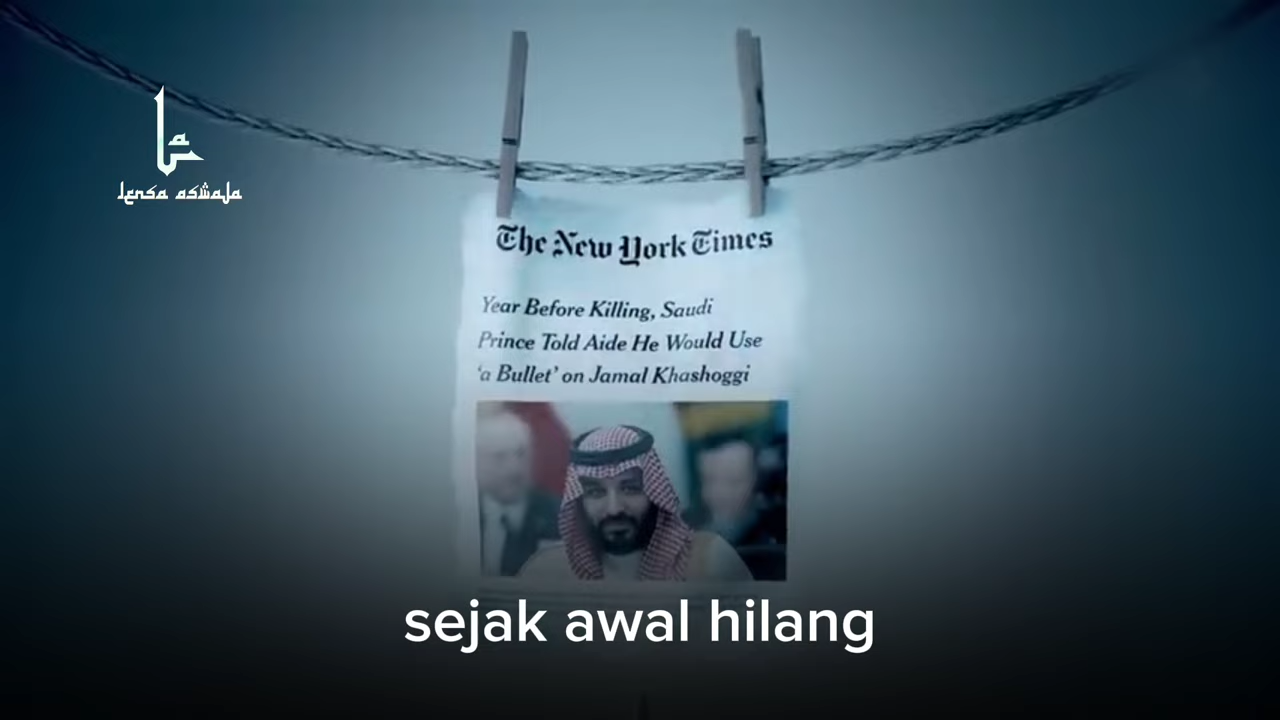 lensa aswaja
The New York Times
Year Before Killing, Saudi
Prince Told Aide He Would Use
‘a Bullet’ on Jamal Khashoggi
sejak awal hilang